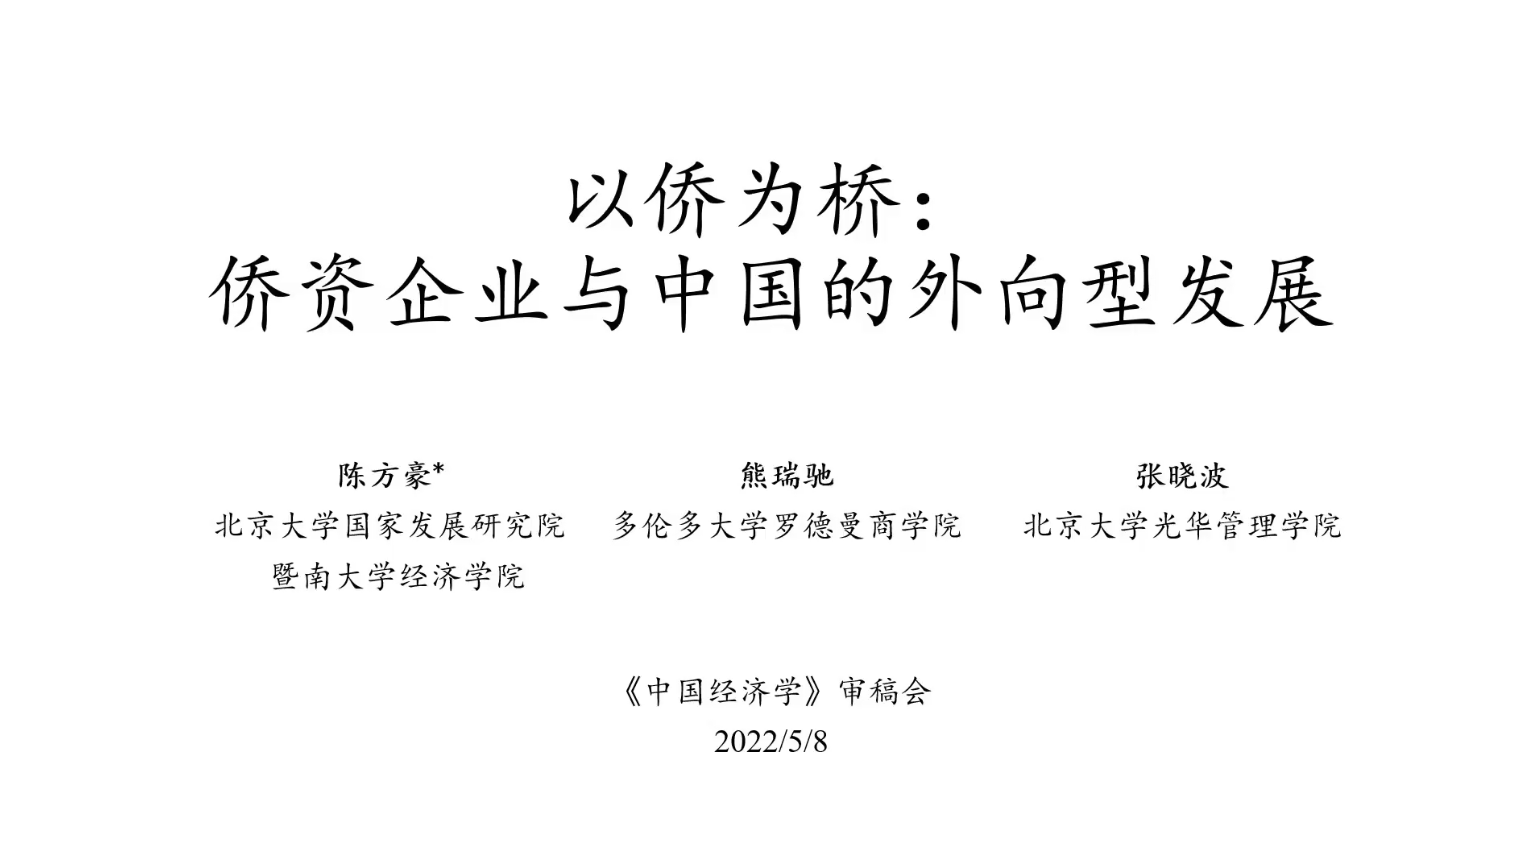 以侨为桥：
侨资企业与中国的外向型发展
陈方豪* 熊瑞驰 张晓波
北京大学国家发展研究院 多伦多大学罗德曼商学院 北京大学光华管理学院
暨南大学经济学院
《中国经济学》审稿会
2022/5/8